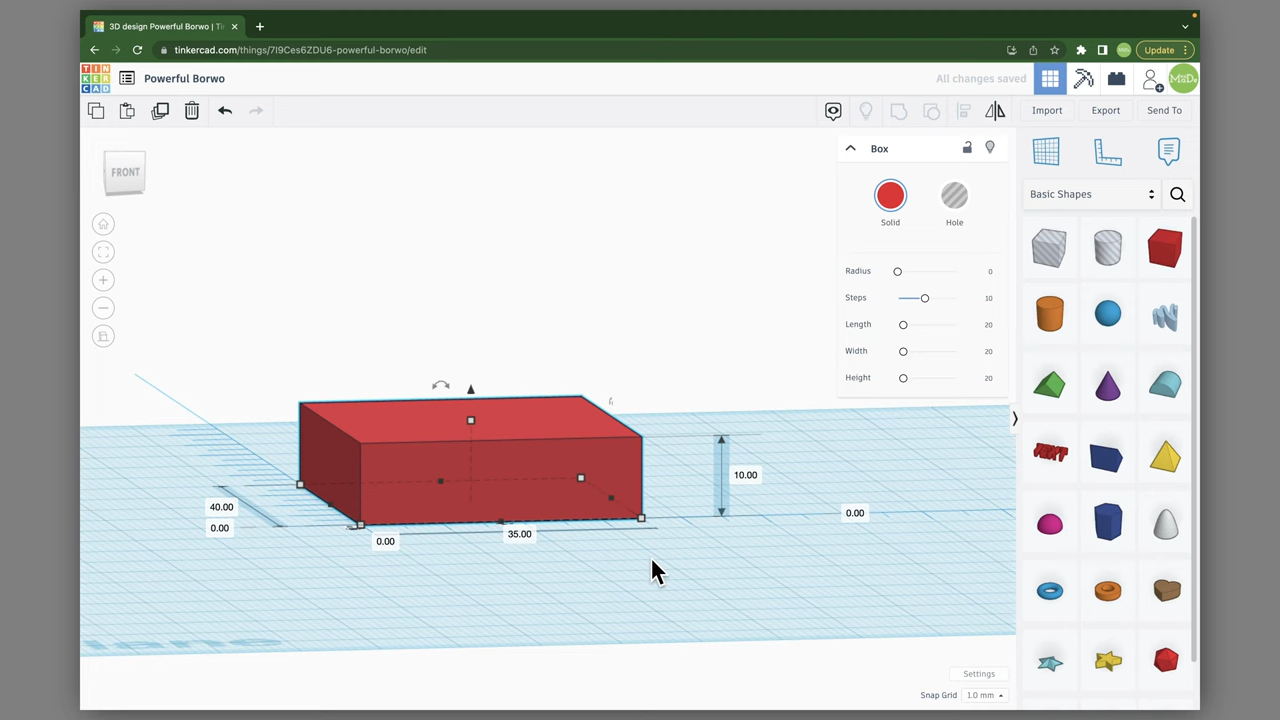 3D design Powerful Borwo | Ti
tinkercad.com/things/7I9Ces6ZDU6-powerful-borwo/edit
Update
TIN
KER
CAD
Powerful Borwo
All changes saved
MaDe
Import
Export
Send To
FRONT
Box
Solid
Hole
Basic Shapes
Radius
0
Steps
10
Length
20
Width
20
Height
20
10.00
40.00
0.00
0.00
0.00
35.00
Settings
Snap Grid
1.0 mm